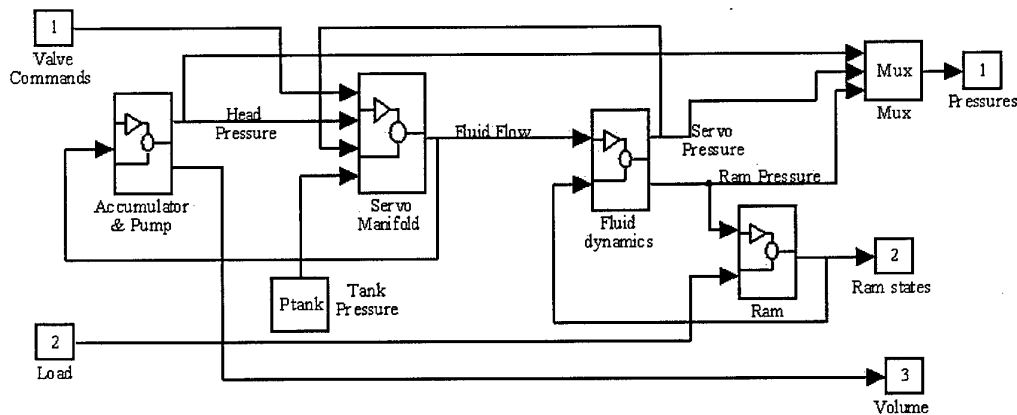 1
Valve
Commands
Head
Pressure
Accumulator
& Pump
Servo
Manifold
Fluid Flow
Ptank
Tank
Pressure
Fluid
dynamics
Servo
Pressure
Ram Pressure
Mux
Mux
1
Pressures
Ram
2
Ram states
2
Load
3
Volume